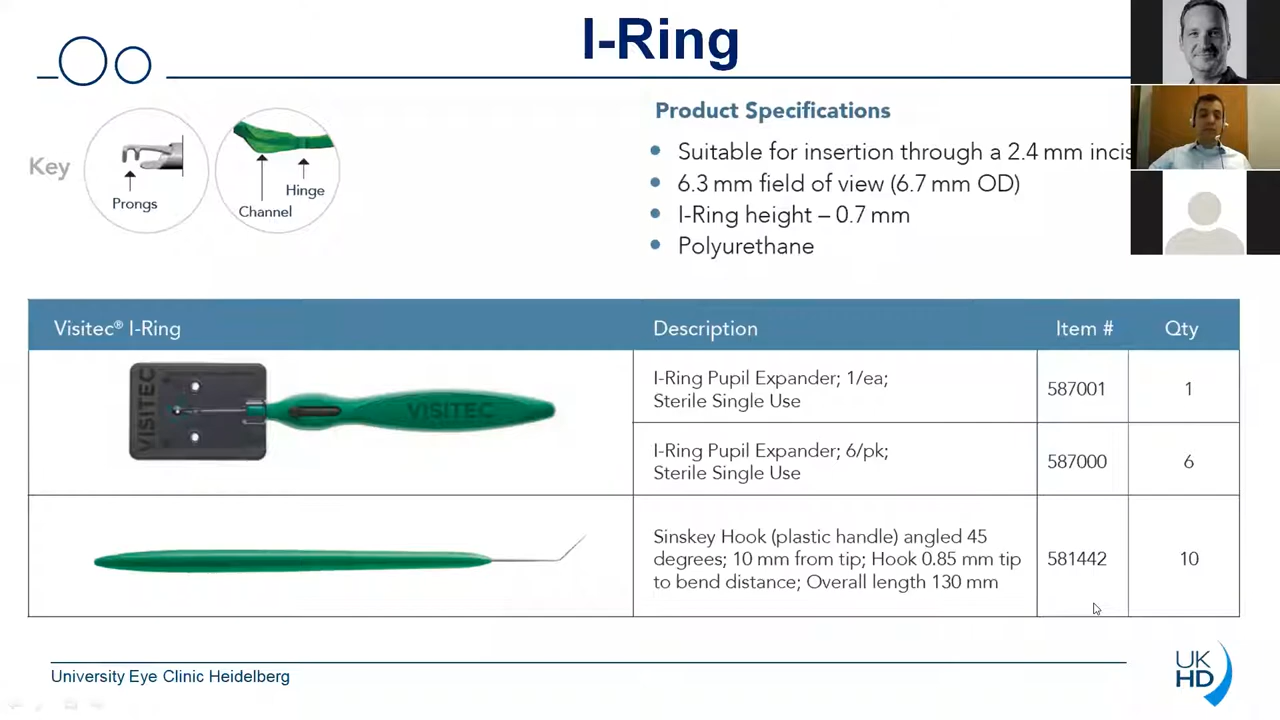 I-Ring
Key
Prongs
Hinge
Channel
Product Specifications
Suitable for insertion through a 2.4 mm incis
6.3 mm field of view (6.7 mm OD)
I-Ring height – 0.7 mm
Polyurethane
Visitec® I-Ring
Description
Item #
Qty
VISITEC
VISITEC
I-Ring Pupil Expander; 1/ea;
Sterile Single Use
587001
1
I-Ring Pupil Expander; 6/pk;
Sterile Single Use
587000
6
Sinskey Hook (plastic handle) angled 45
degrees; 10 mm from tip; Hook 0.85 mm tip
to bend distance; Overall length 130 mm
581442
10
University Eye Clinic Heidelberg
UK
HD